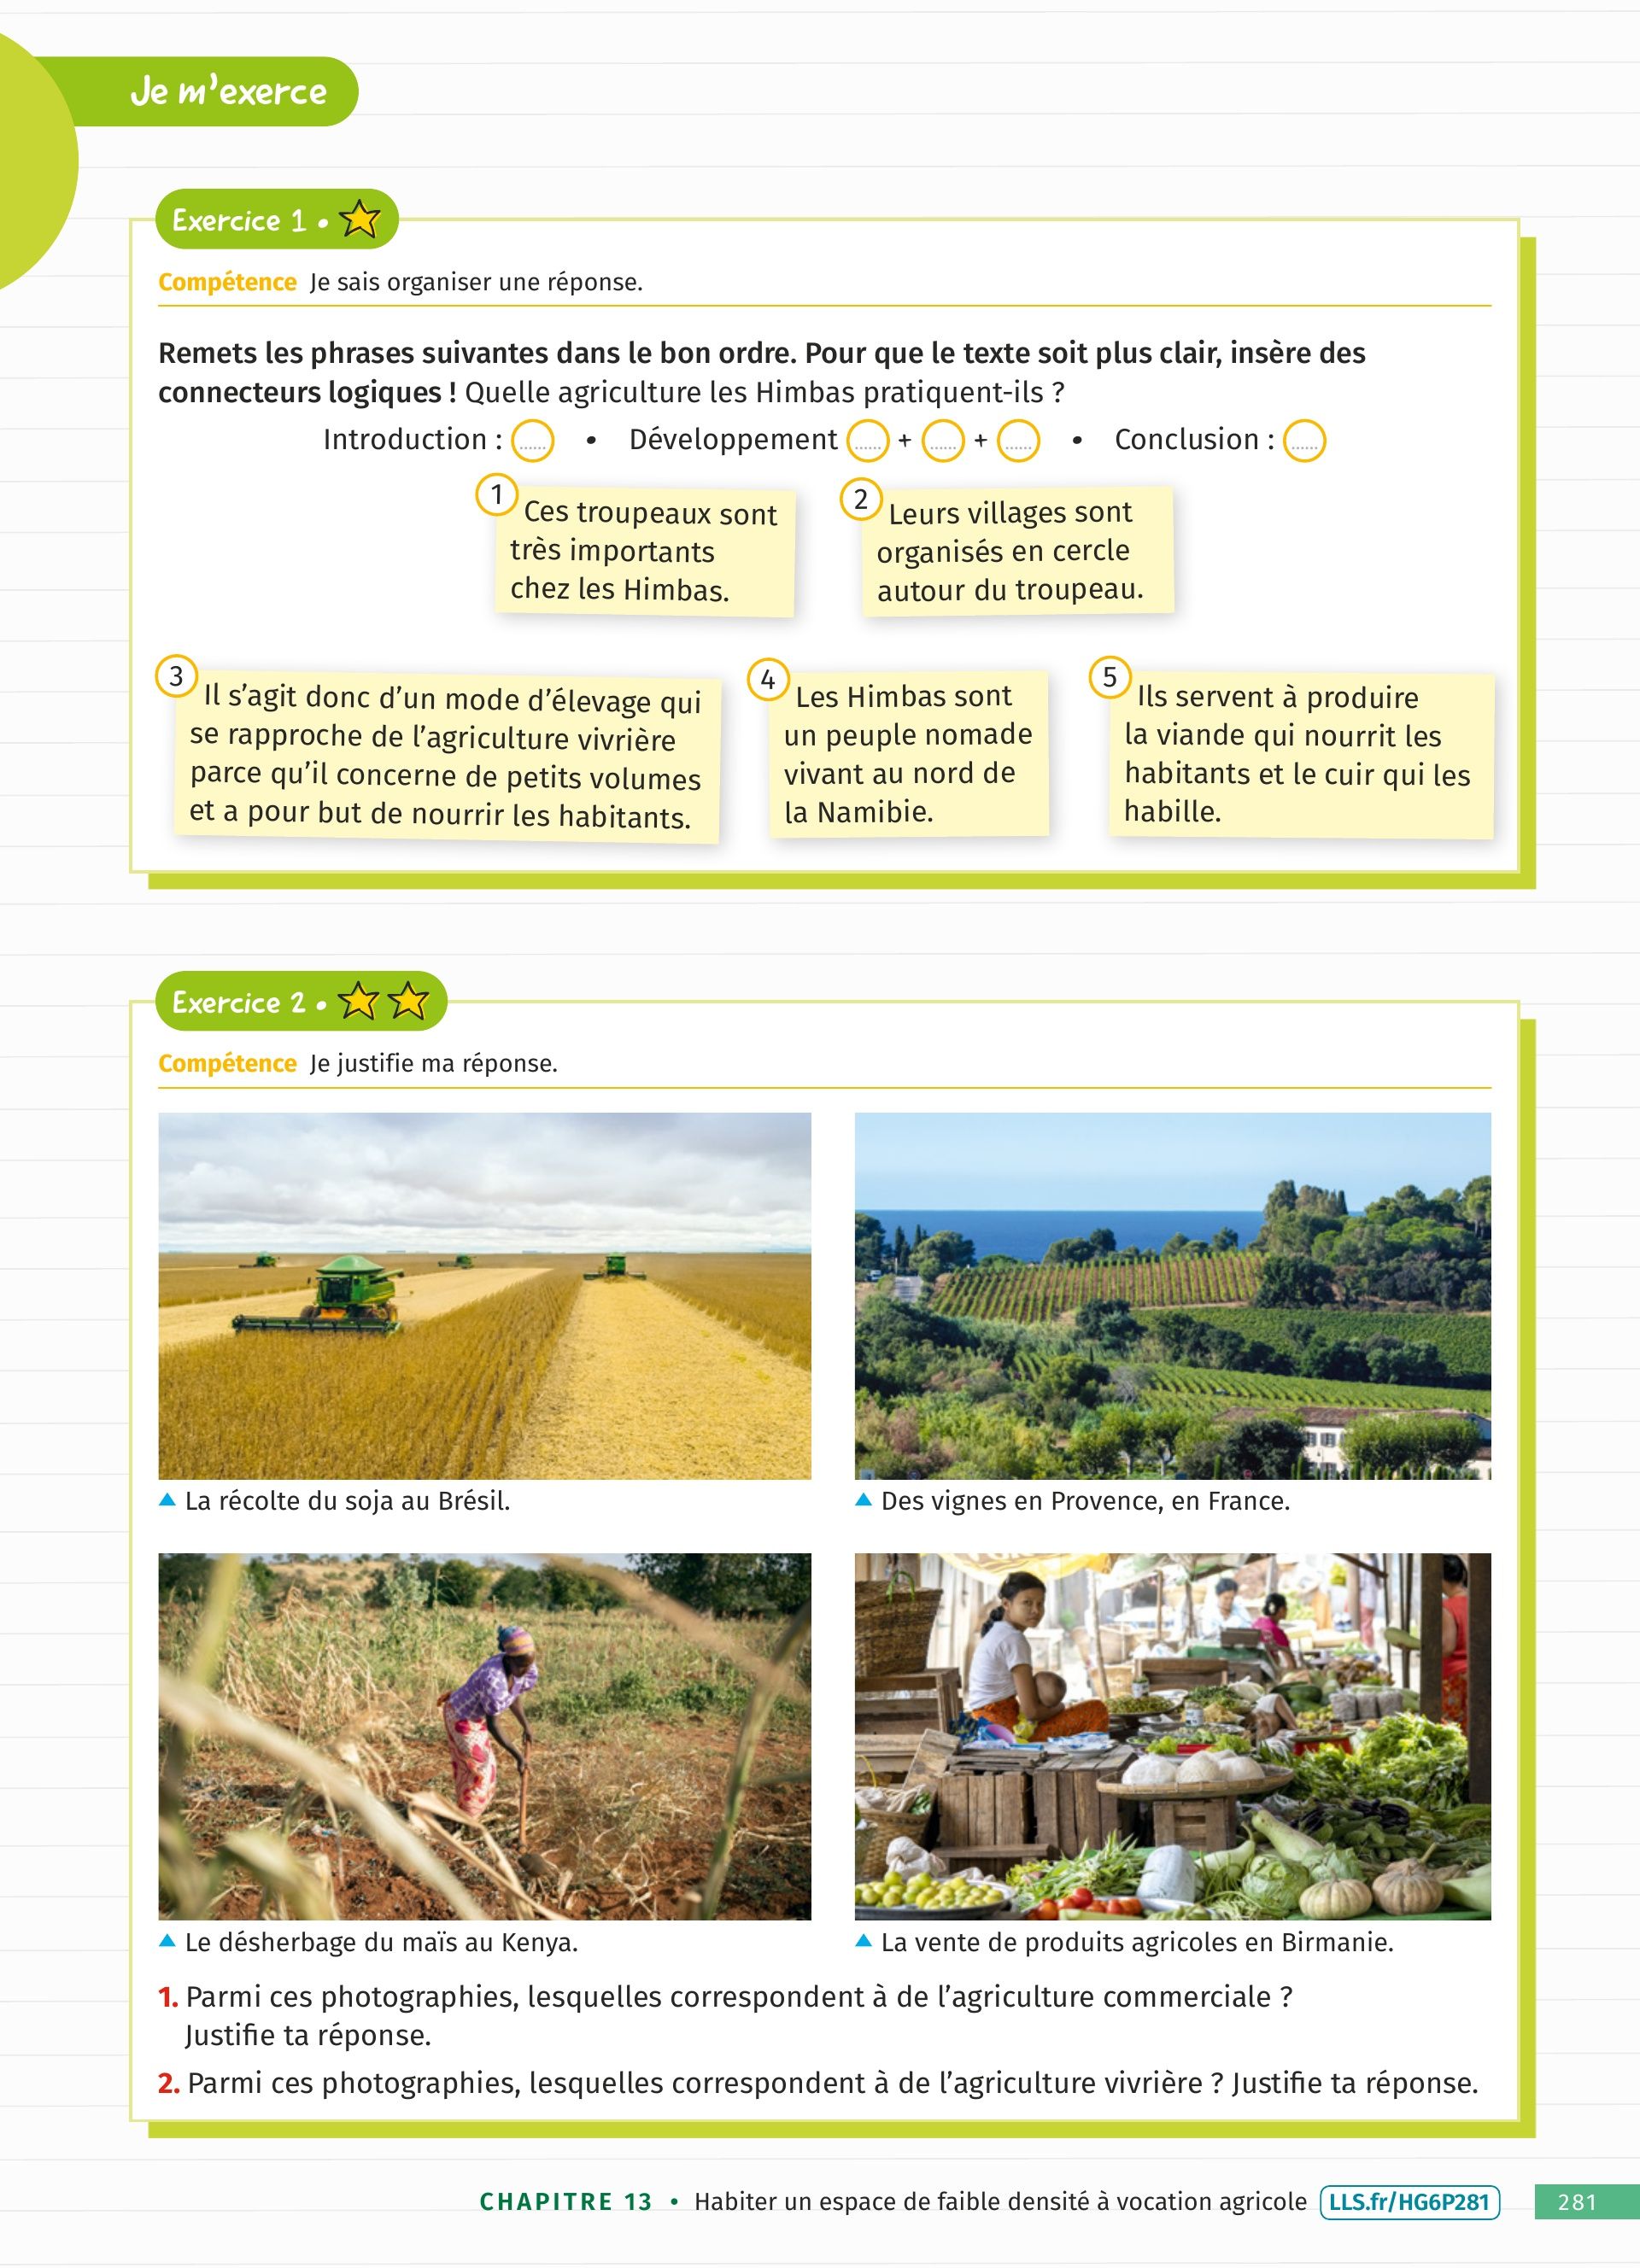 Je m'exerce
Exercice 1 •
Compétence Je sais organiser une réponse.
Remets les phrases suivantes dans le bon ordre. Pour que le texte soit plus clair, insère des
connecteurs logiques ! Quelle agriculture les Himbas pratiquent-ils ?
Introduction : ...... • Développement ...... + ...... + ...... • Conclusion : ......
1
Ces troupeaux sont
très importants
chez les Himbas.
2
Leurs villages sont
organisés en cercle
autour du troupeau.
3
Il s'agit donc d'un mode d'élevage qui
se rapproche de l'agriculture vivrière
parce qu'il concerne de petits volumes
et a pour but de nourrir les habitants.
4
Les Himbas sont
un peuple nomade
vivant au nord de
la Namibie.
5
Ils servent à produire
la viande qui nourrit les
habitants et le cuir qui les
habille.
Exercice 2 •
Compétence Je justifie ma réponse.
▲ La récolte du soja au Brésil.
▲ Des vignes en Provence, en France.
▲ Le désherbage du maïs au Kenya.
▲ La vente de produits agricoles en Birmanie.
1. Parmi ces photographies, lesquelles correspondent à de l'agriculture commerciale ?
Justifie ta réponse.
2. Parmi ces photographies, lesquelles correspondent à de l'agriculture vivrière ? Justifie ta réponse.
CHAPITRE 13 • Habiter un espace de faible densité à vocation agricole LLS.fr/HG6P281 281